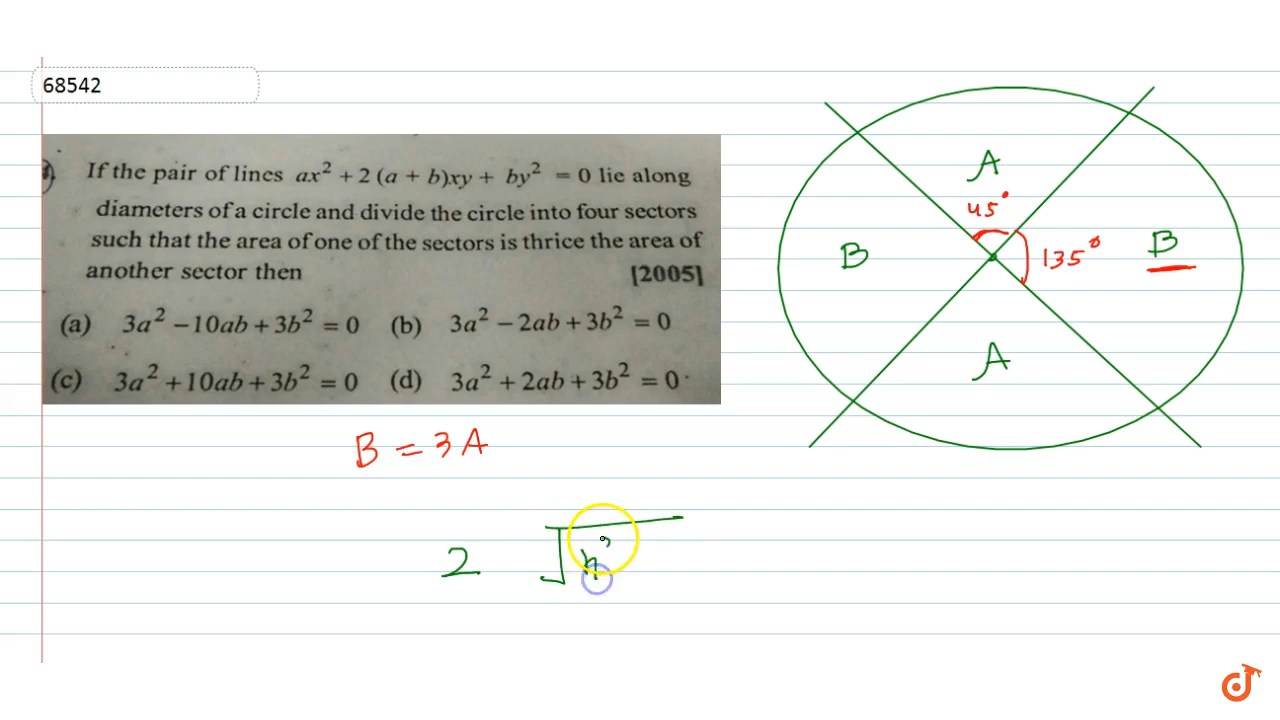 68542
If the pair of lines ax² + 2 (a + b)xy + by² = 0 lie along
diameters of a circle and divide the circle into four sectors
such that the area of one of the sectors is thrice the area of
another sector then [2005]
(a) 3a² − 10ab + 3b² = 0 (b) 3a² − 2ab + 3b² = 0
(c) 3a² + 10ab + 3b² = 0 (d) 3a² + 2ab + 3b² = 0
A
45°
B
135°
B
A
B = 3A
2 √h²